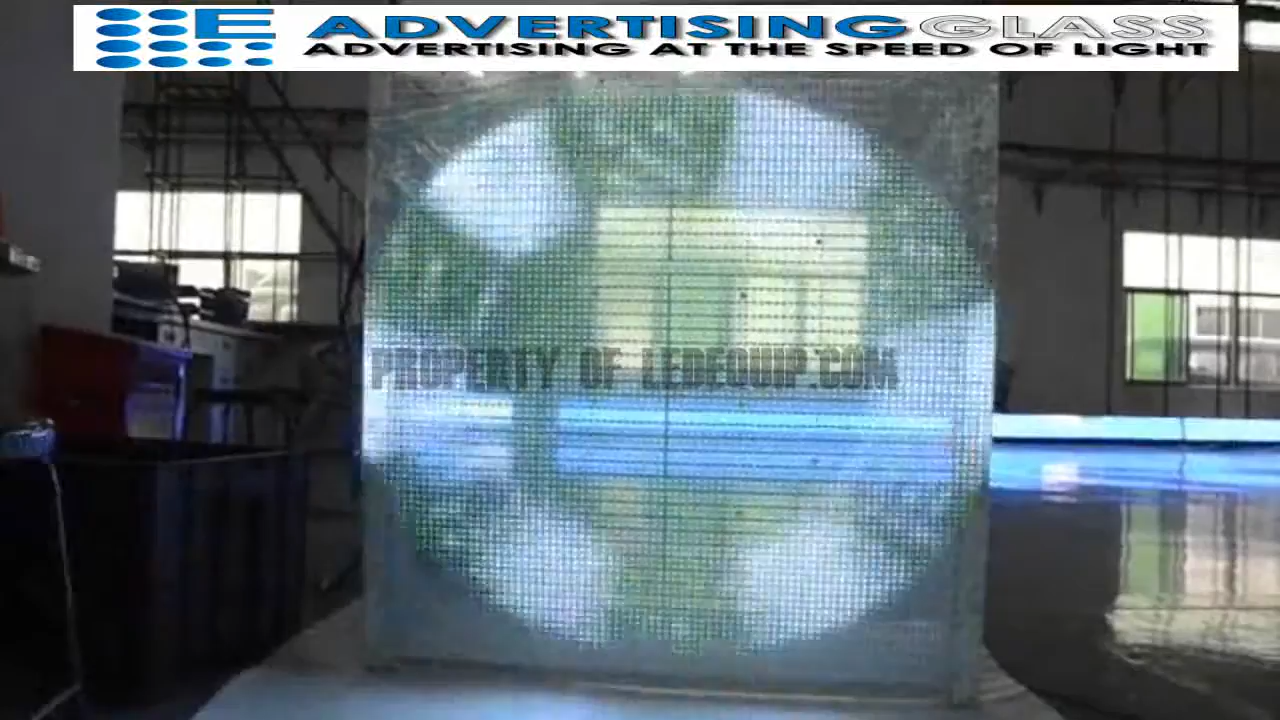 ADVERTISINGGLASS
ADVERTISING AT THE SPEED OF LIGHT
PROPERTY OF LEDEQUIP.COM